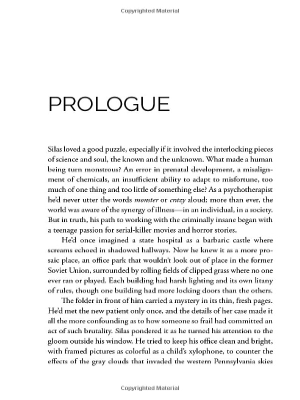 Copyrighted Material
PROLOGUE
Silas loved a good puzzle, especially if it involved the interlocking pieces
of science and soul, the known and the unknown. What made a human
being turn monstrous? An error in prenatal development, a misalign-
ment of chemicals, an insufficient ability to adapt to misfortune, too
much of one thing and too little of something else? As a psychotherapist
he'd never utter the words monster or crazy aloud; more than ever, the
world was aware of the synergy of illness—in an individual, in a society.
But in truth, his path to working with the criminally insane began with
a teenage passion for serial-killer movies and horror stories.
He'd once imagined a state hospital as a barbaric castle where
screams echoed in shadowed hallways. Now he knew it as a more pro-
saic place, an office park that wouldn't look out of place in the former
Soviet Union, surrounded by rolling fields of clipped grass where no one
ever ran or played. Each building had harsh lighting and its own litany
of rules, though one building had more locking doors than the others.
The folder in front of him carried a mystery in its thin, fresh pages.
He'd met the new patient only once, and the details of her case made it
all the more confounding as to how someone so frail had committed an
act of such brutality. Silas pondered it as he turned his attention to the
gloom outside his window. He tried to keep his office clean and bright,
with framed pictures as colorful as a child's xylophone, to counter the
effects of the gray clouds that invaded the western Pennsylvania skies
Copyrighted Material